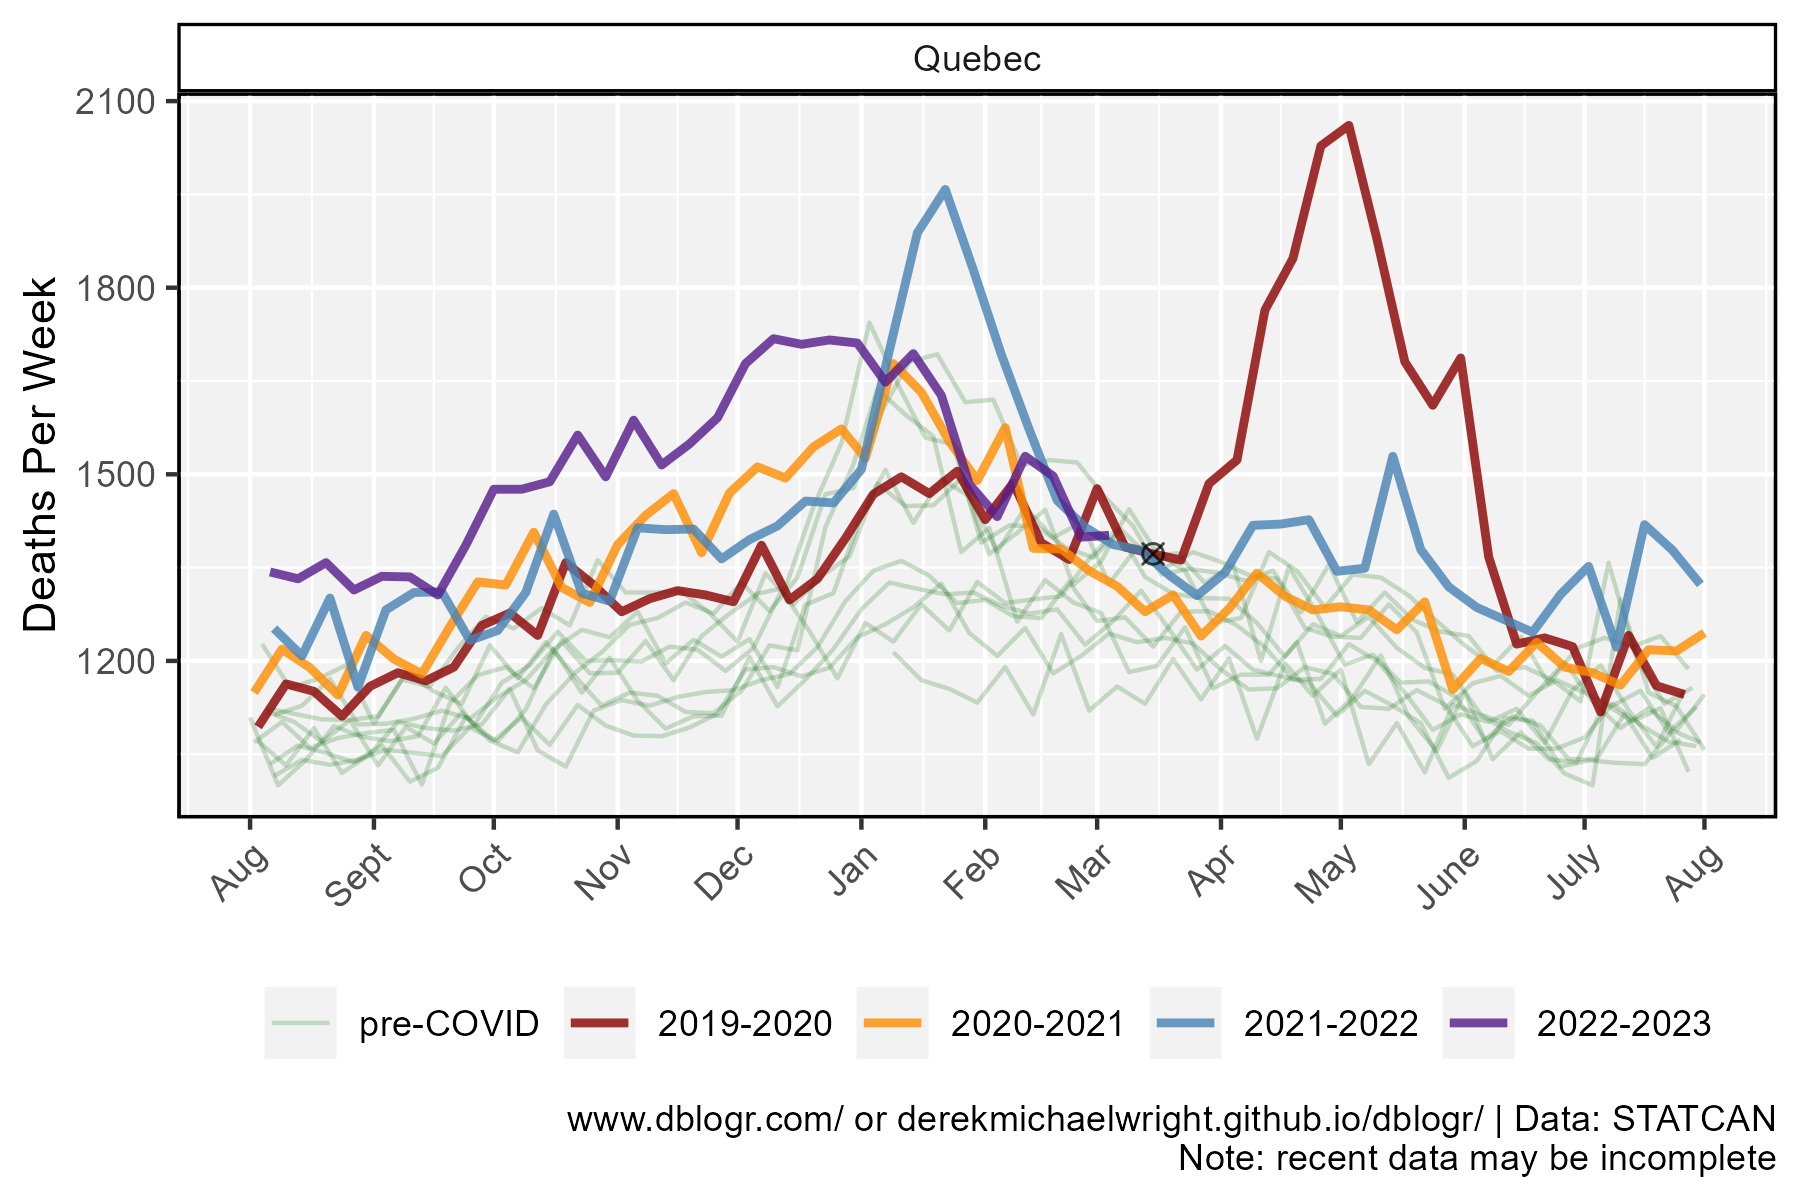 Quebec
2100
1800
1500
1200
Deaths Per Week
Aug
Sept
Oct
Nov
Dec
Jan
Feb
Mar
Apr
May
June
July
Aug
pre-COVID
2019-2020
2020-2021
2021-2022
2022-2023
www.dblogr.com/ or derekmichaelwright.github.io/dblogr/ | Data: STATCAN
Note: recent data may be incomplete